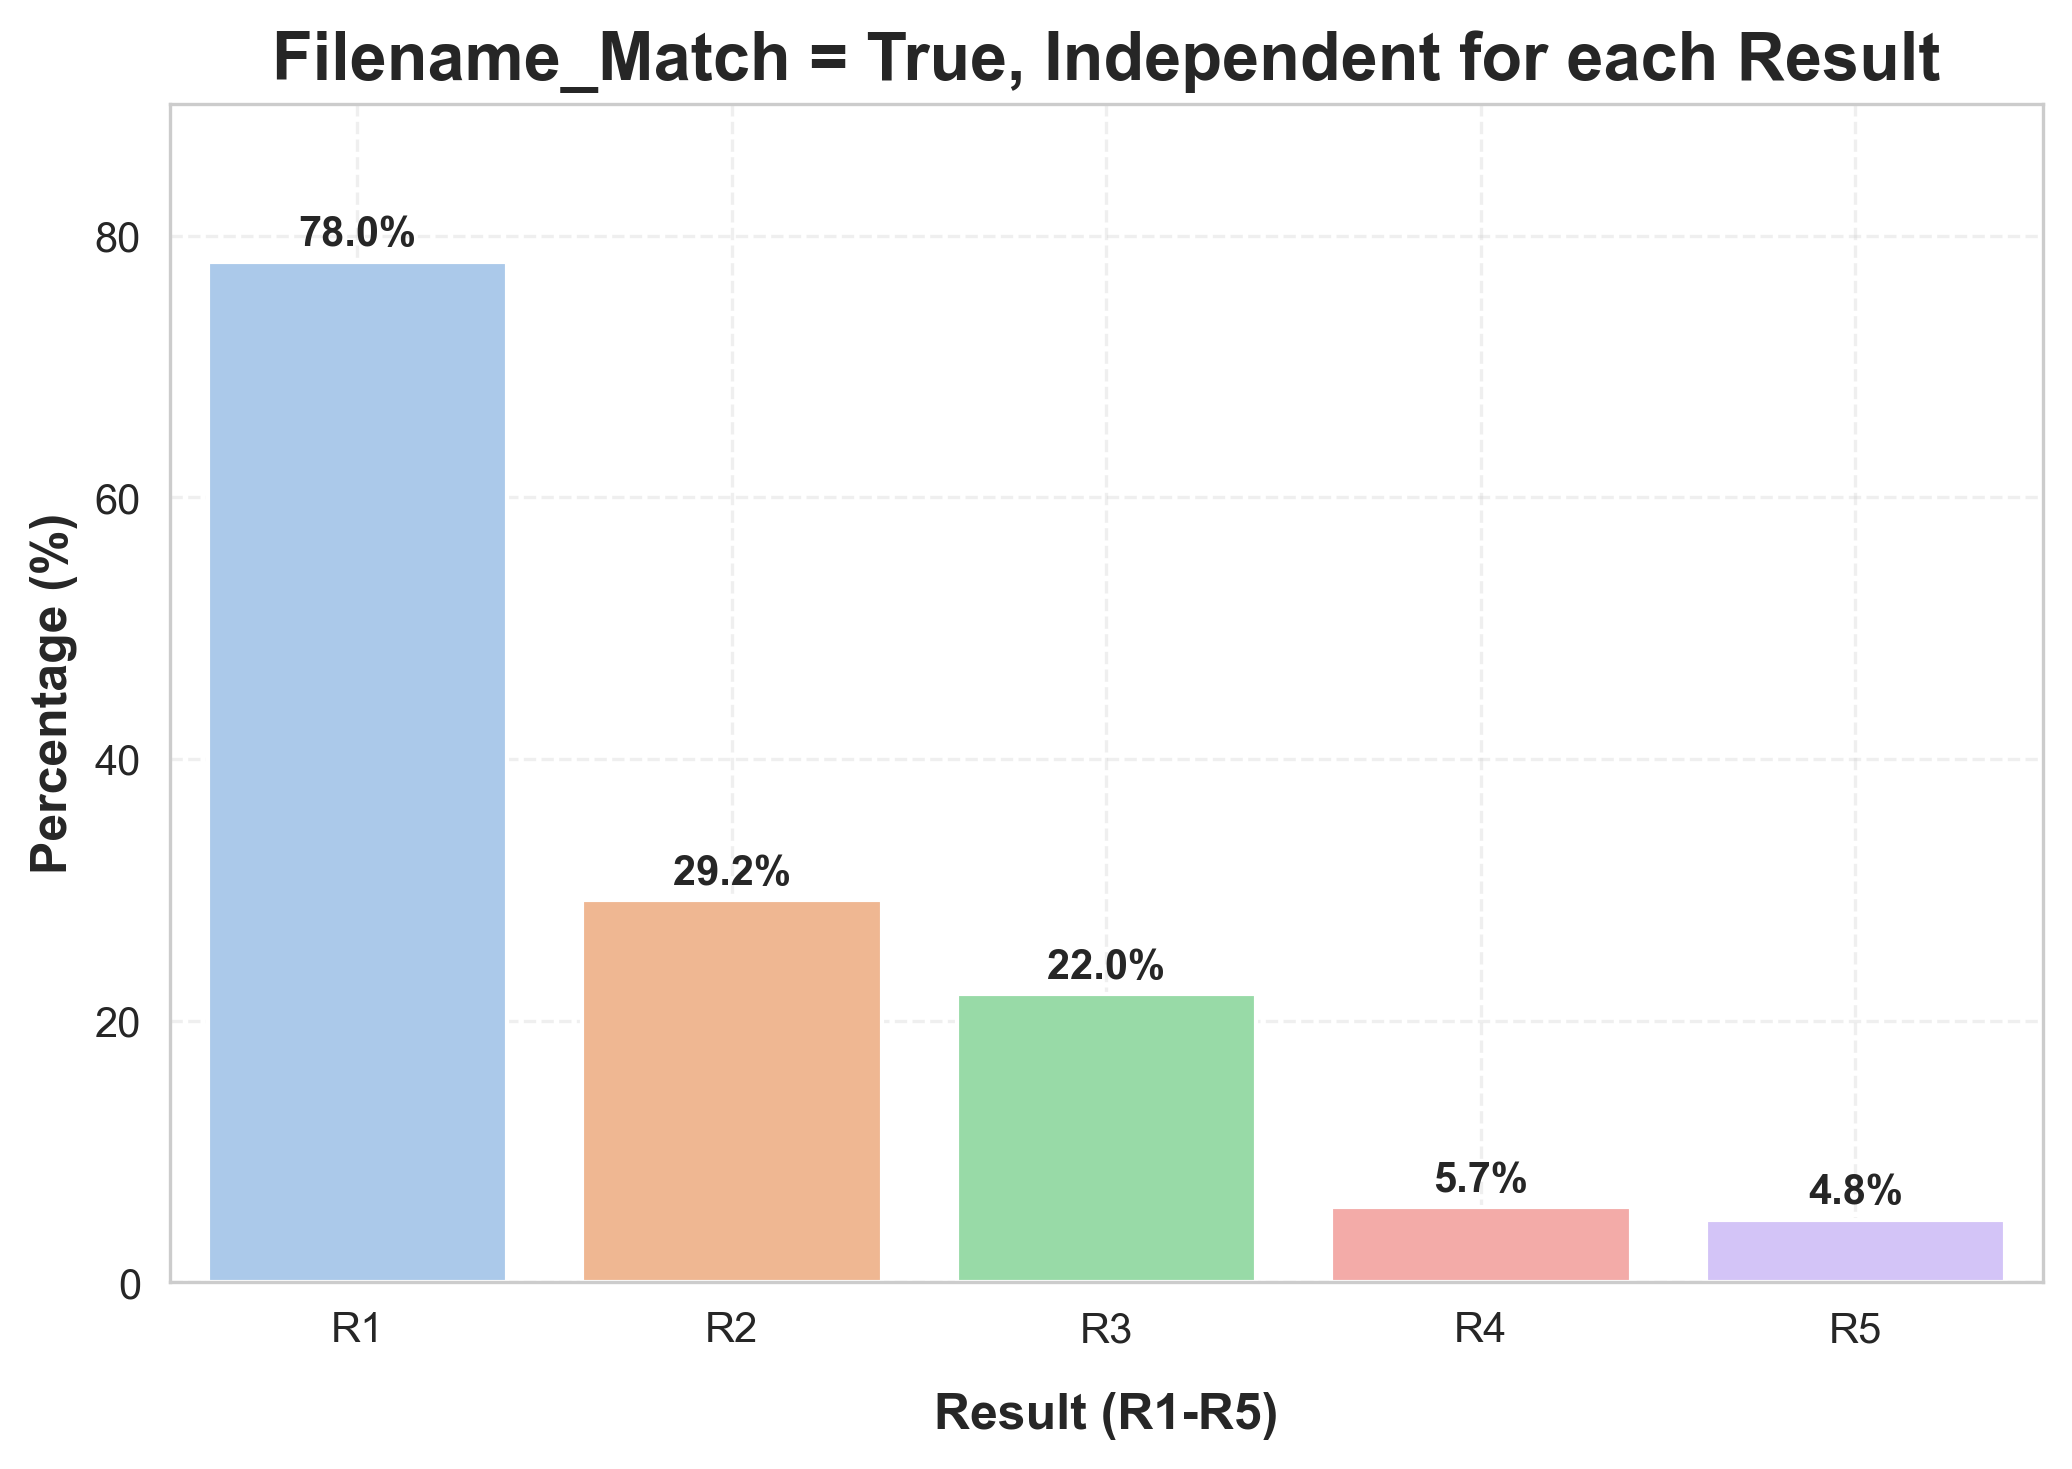 Filename_Match = True, Independent for each Result
Percentage (%)
80
60
40
20
0
78.0%
29.2%
22.0%
5.7%
4.8%
R1
R2
R3
R4
R5
Result (R1-R5)